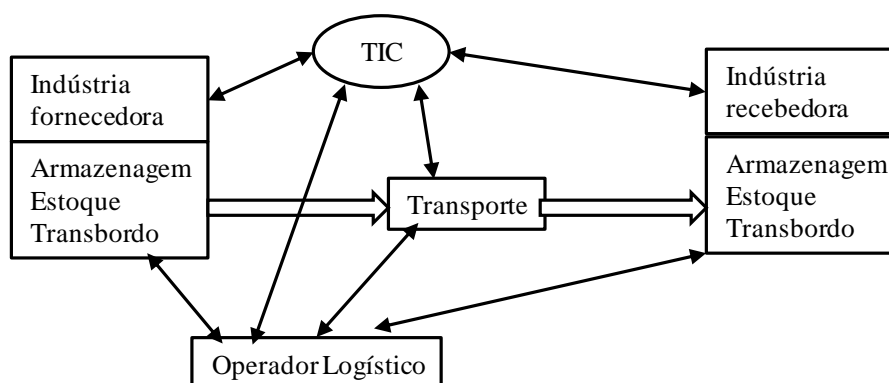 TIC
Indústria
fornecedora
Indústria
recebedora
Armazenagem
Estoque
Transbordo
Transporte
Armazenagem
Estoque
Transbordo
Operador Logístico